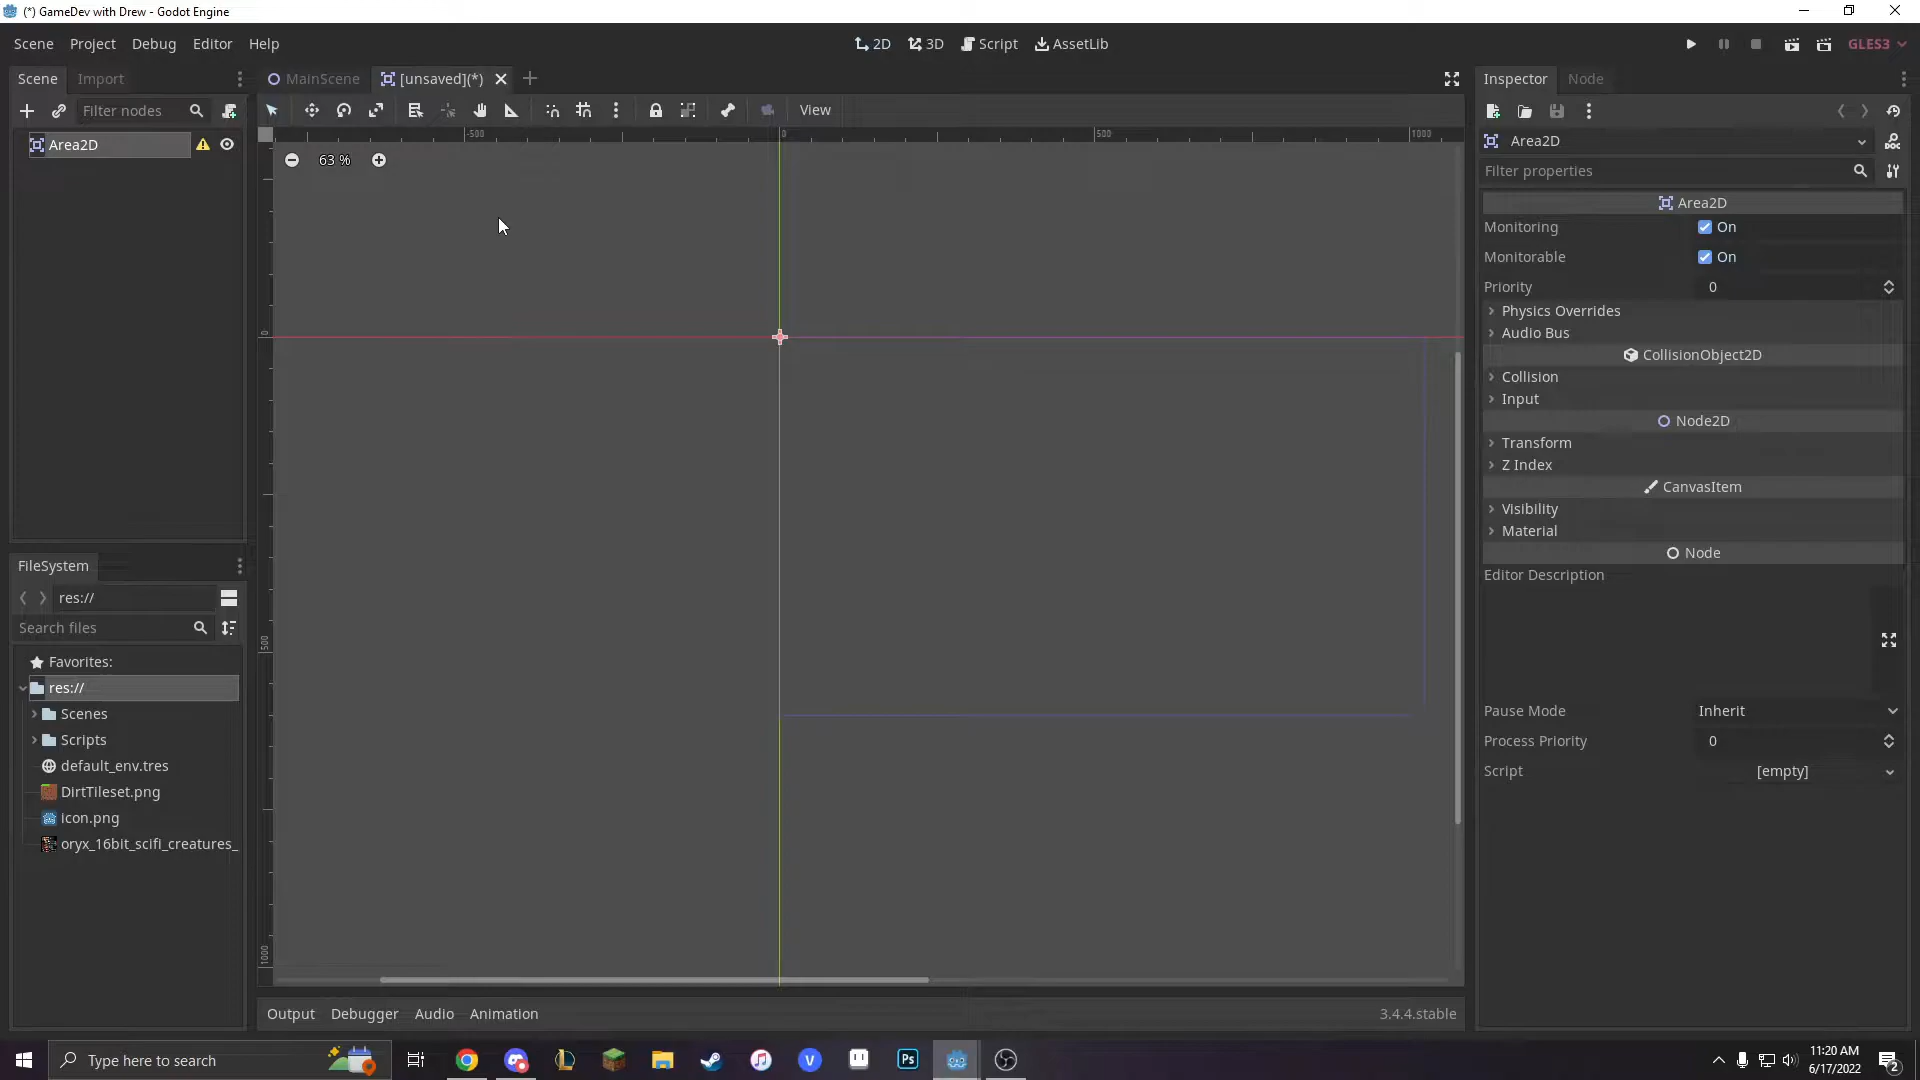 (*) GameDev with Drew - Godot Engine
Scene Project Debug Editor Help
2D 3D Script AssetLib
GLES3
Scene Import
MainScene [unsaved](*)
Inspector Node
Filter nodes
View
Area2D
-500 0 500 1000
63 %
0
500
1000
Area2D
Filter properties
Area2D
Monitoring On
Monitorable On
Priority 0
Physics Overrides
Audio Bus
CollisionObject2D
Collision
Input
Node2D
Transform
Z Index
CanvasItem
Visibility
Material
Node
Editor Description
Pause Mode Inherit
Process Priority 0
Script [empty]
FileSystem
res://
Search files
Favorites:
res://
Scenes
Scripts
default_env.tres
DirtTileset.png
icon.png
oryx_16bit_scifi_creatures_
Output Debugger Audio Animation
3.4.4.stable
Type here to search
Ps
11:20 AM
6/17/2022
2